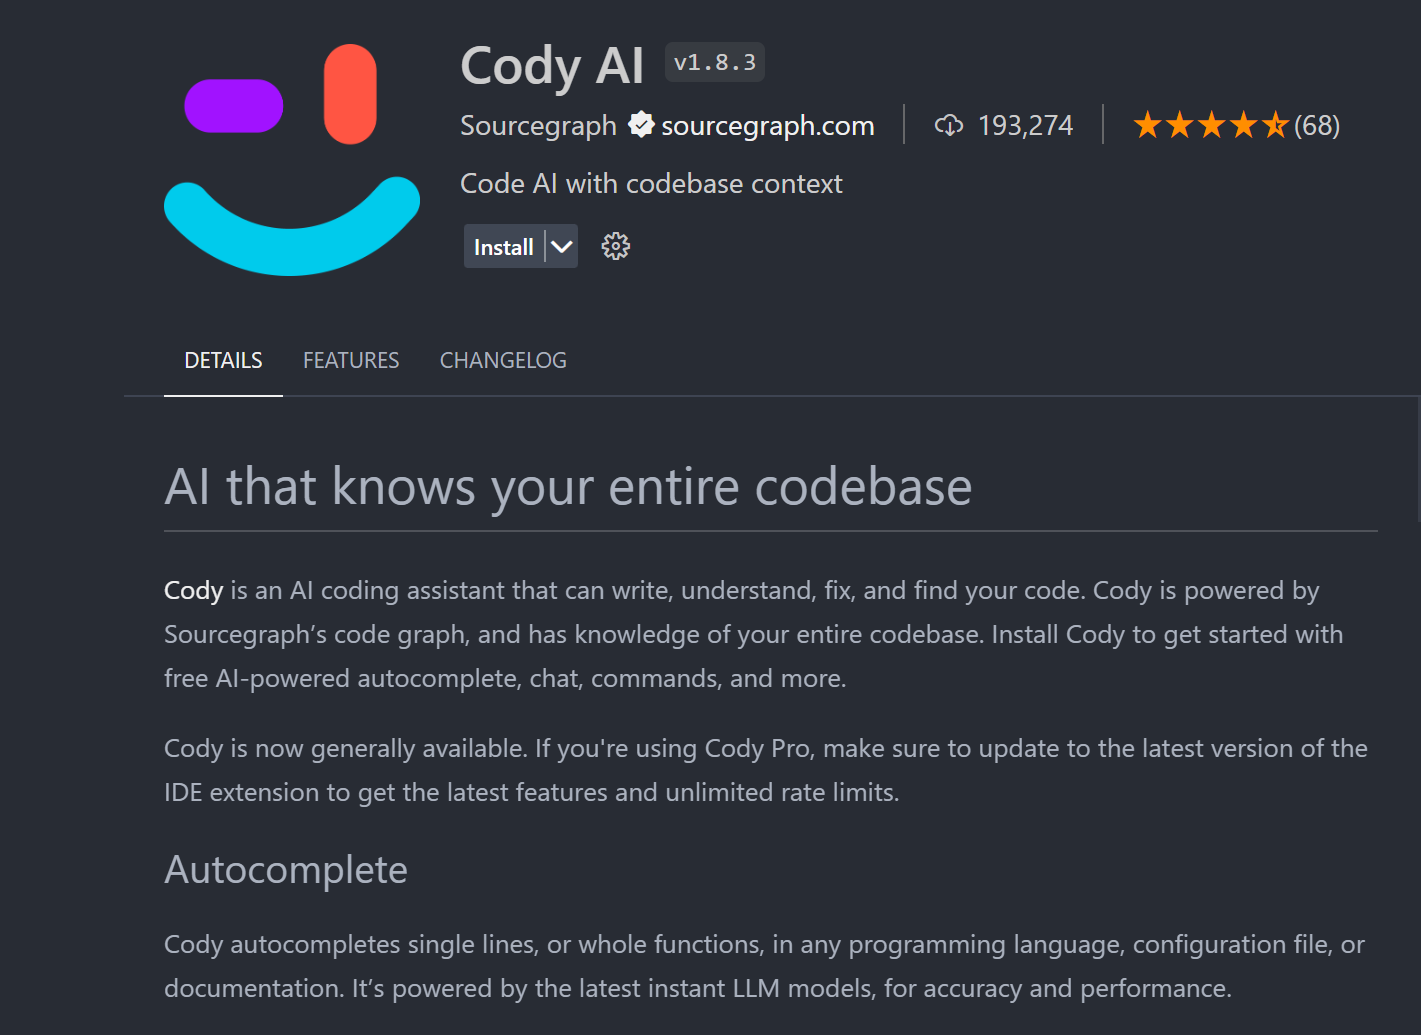 Cody AI v1.8.3
Sourcegraph sourcegraph.com 193,274 (68)
Code AI with codebase context
Install
DETAILS FEATURES CHANGELOG
AI that knows your entire codebase
Cody is an AI coding assistant that can write, understand, fix, and find your code. Cody is powered by
Sourcegraph’s code graph, and has knowledge of your entire codebase. Install Cody to get started with
free AI-powered autocomplete, chat, commands, and more.
Cody is now generally available. If you're using Cody Pro, make sure to update to the latest version of the
IDE extension to get the latest features and unlimited rate limits.
Autocomplete
Cody autocompletes single lines, or whole functions, in any programming language, configuration file, or
documentation. It’s powered by the latest instant LLM models, for accuracy and performance.